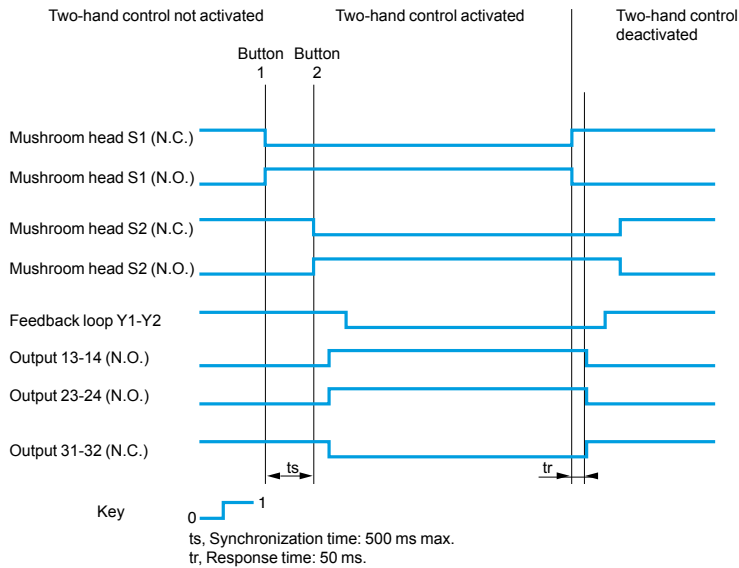 Two-hand control not activated
Two-hand control activated
Two-hand control
deactivated
Button
1
Button
2
Mushroom head S1 (N.C.)
Mushroom head S1 (N.O.)
Mushroom head S2 (N.C.)
Mushroom head S2 (N.O.)
Feedback loop Y1-Y2
Output 13-14 (N.O.)
Output 23-24 (N.O.)
Output 31-32 (N.C.)
ts
tr
Key
0
1
ts, Synchronization time: 500 ms max.
tr, Response time: 50 ms.